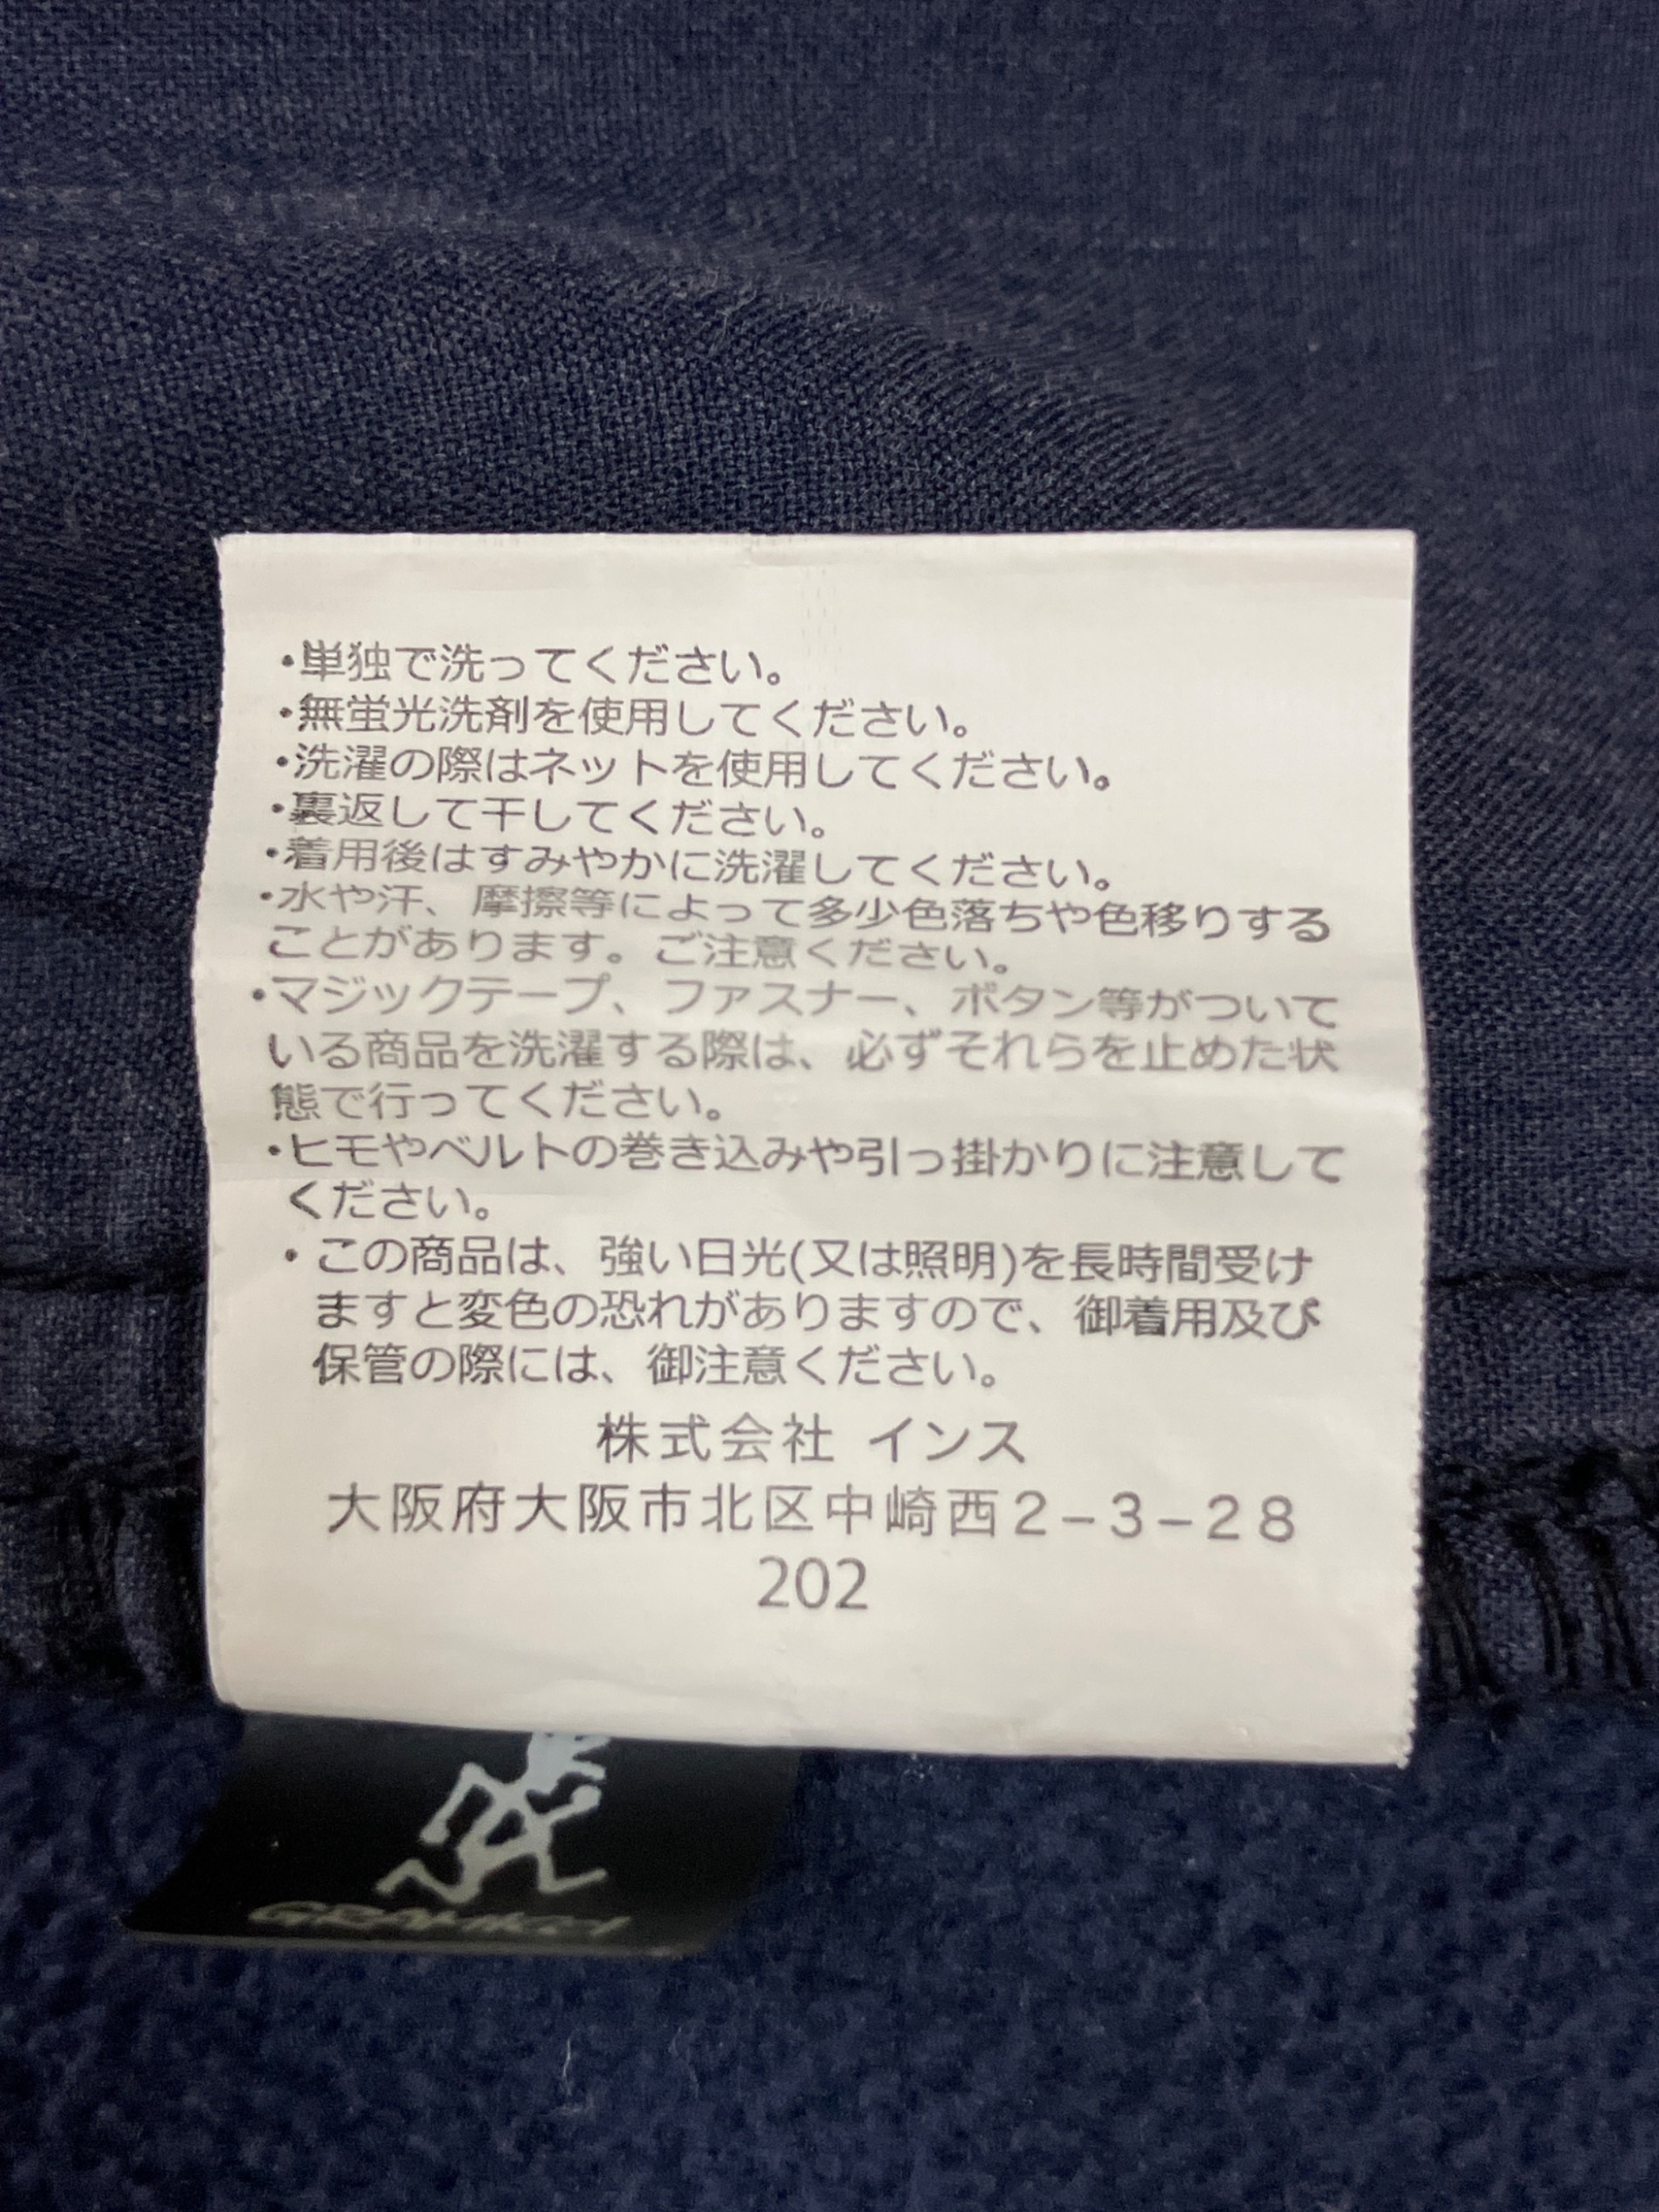 ・単独で洗ってください。
・無蛍光洗剤を使用してください。
・洗濯の際はネットを使用してください。
・裏返して干してください。
・着用後はすみやかに洗濯してください。
・水や汗、摩擦等によって多少色落ちや色移りする
ことがあります。ご注意ください。
・マジックテープ、ファスナー、ボタン等がついて
いる商品を洗濯する際は、必ずそれらを止めた状
態で行ってください。
・ヒモやベルトの巻き込みや引っ掛かりに注意して
ください。
・この商品は、強い日光(又は照明)を長時間受け
ますと変色の恐れがありますので、御着用及び
保管の際には、御注意ください。
株式会社 インス
大阪府大阪市北区中崎西2-3-28
202
GRAMICCI